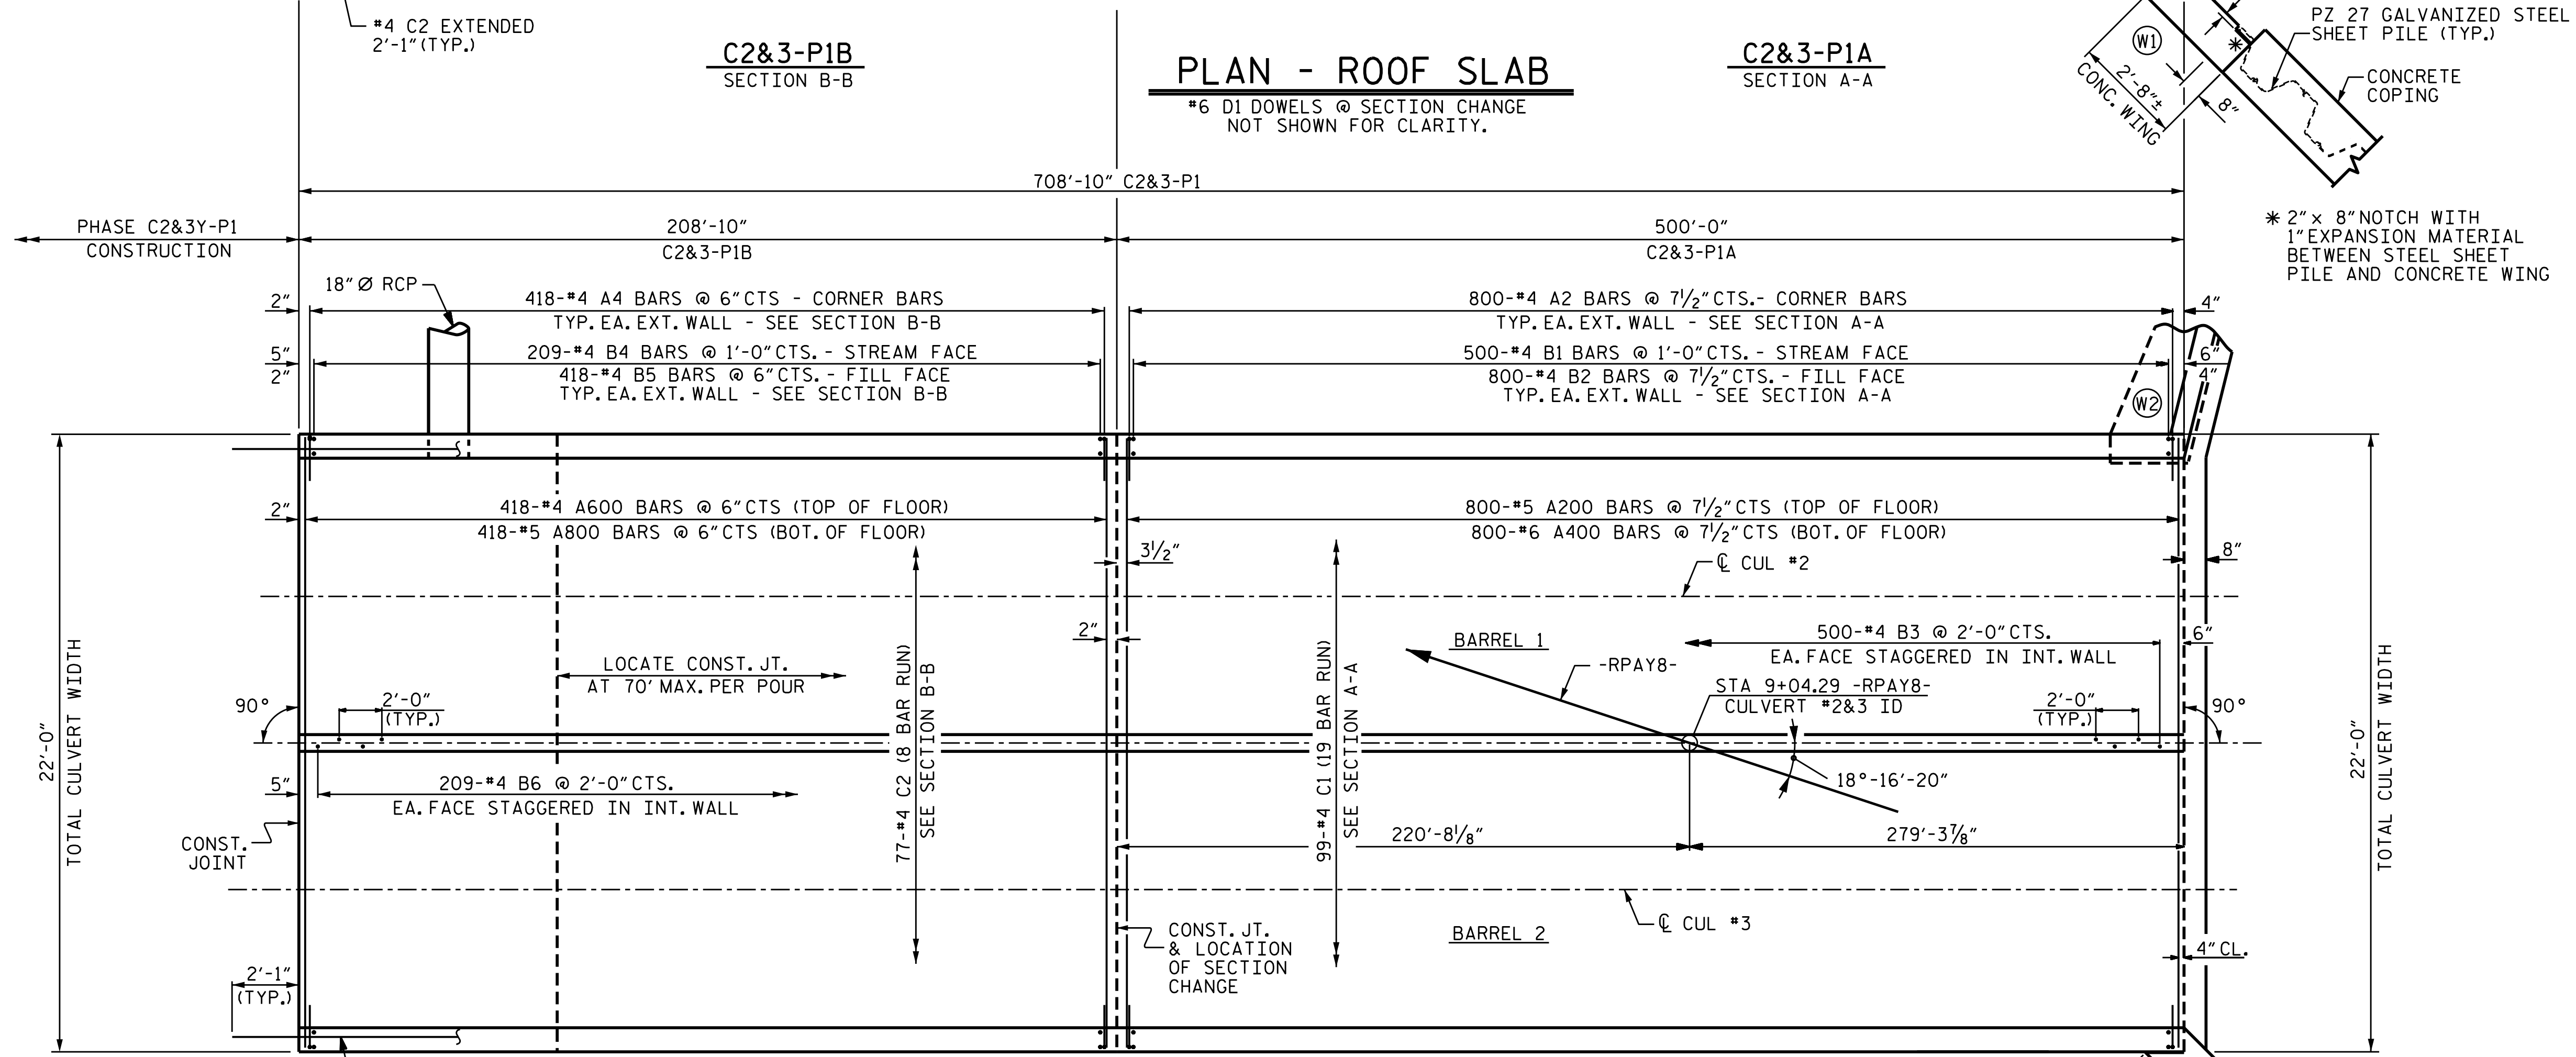 #4 C2 EXTENDED
2'-1" (TYP.)
C2&3-P1B
SECTION B-B
PLAN - ROOF SLAB
#6 D1 DOWELS @ SECTION CHANGE
NOT SHOWN FOR CLARITY.
C2&3-P1A
SECTION A-A
W1
2'-8"±
CONC. WING
8"
PZ 27 GALVANIZED STEEL
SHEET PILE (TYP.)
CONCRETE
COPING
* 2" x 8" NOTCH WITH
1" EXPANSION MATERIAL
BETWEEN STEEL SHEET
PILE AND CONCRETE WING
708'-10" C2&3-P1
PHASE C2&3Y-P1
CONSTRUCTION
208'-10"
C2&3-P1B
500'-0"
C2&3-P1A
18" Ø RCP
2"
418-#4 A4 BARS @ 6" CTS - CORNER BARS
TYP. EA. EXT. WALL - SEE SECTION B-B
800-#4 A2 BARS @ 7 1/2" CTS. - CORNER BARS
TYP. EA. EXT. WALL - SEE SECTION A-A
4"
5"
2"
209-#4 B4 BARS @ 1'-0" CTS. - STREAM FACE
418-#4 B5 BARS @ 6" CTS. - FILL FACE
TYP. EA. EXT. WALL - SEE SECTION B-B
500-#4 B1 BARS @ 1'-0" CTS. - STREAM FACE
800-#4 B2 BARS @ 7 1/2" CTS. - FILL FACE
TYP. EA. EXT. WALL - SEE SECTION A-A
6"
4"
W2
2"
418-#4 A600 BARS @ 6" CTS (TOP OF FLOOR)
418-#5 A800 BARS @ 6" CTS (BOT. OF FLOOR)
800-#5 A200 BARS @ 7 1/2" CTS (TOP OF FLOOR)
800-#6 A400 BARS @ 7 1/2" CTS (BOT. OF FLOOR)
3 1/2"
8"
℄ CUL #2
2"
BARREL 1
-RPAY8-
500-#4 B3 @ 2'-0" CTS.
EA. FACE STAGGERED IN INT. WALL
6"
LOCATE CONST. JT.
AT 70' MAX. PER POUR
STA 9+04.29 -RPAY8-
CULVERT #2&3 ID
90°
2'-0"
(TYP.)
2'-0"
(TYP.)
90°
22'-0"
TOTAL CULVERT WIDTH
77-#4 C2 (8 BAR RUN)
SEE SECTION B-B
99-#4 C1 (19 BAR RUN)
SEE SECTION A-A
22'-0"
TOTAL CULVERT WIDTH
18°-16'-20"
5"
209-#4 B6 @ 2'-0" CTS.
EA. FACE STAGGERED IN INT. WALL
220'-8 1/8"
279'-3 7/8"
CONST.
JOINT
℄ CUL #3
BARREL 2
CONST. JT.
& LOCATION
OF SECTION
CHANGE
4" CL.
2'-1"
(TYP.)